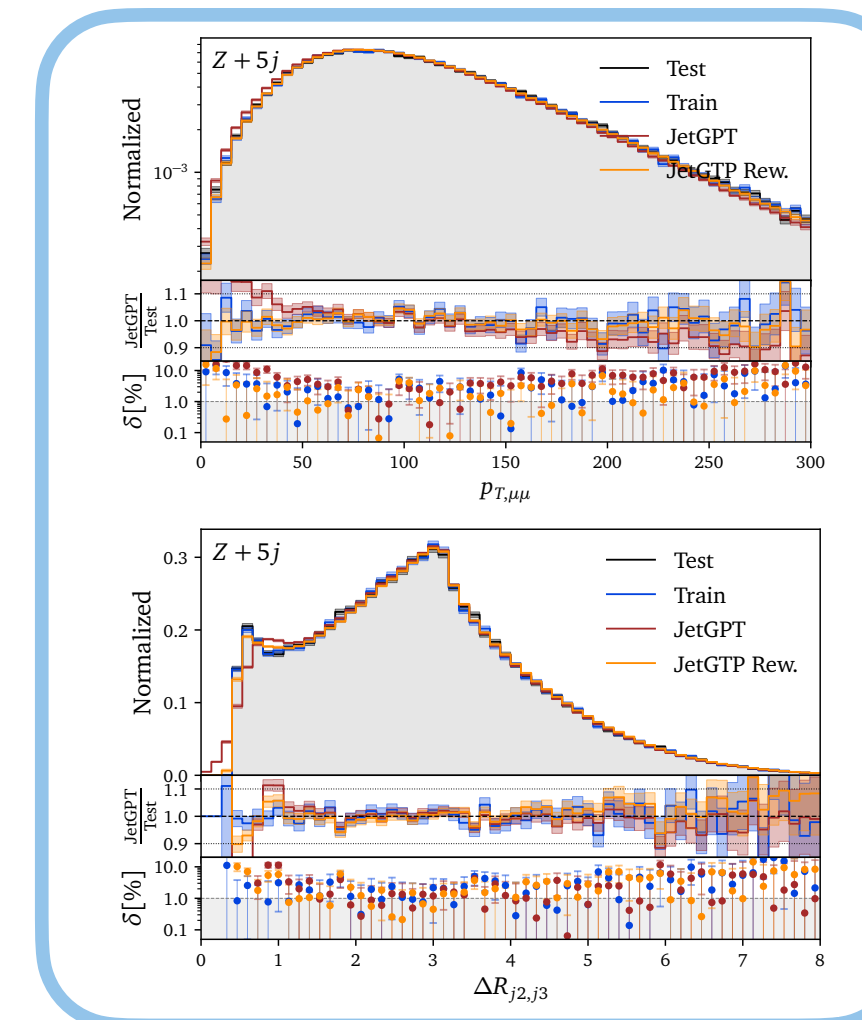 Z + 5j
Test
Train
JetGPT
JetGTP Rew.
Normalized
10⁻³
JetGPT
Test
1.1
1.0
0.9
δ[%]
10.0
1.0
0.1
0 50 100 150 200 250 300
p_{T,μμ}
Z + 5j
Test
Train
JetGPT
JetGTP Rew.
Normalized
0.3
0.2
0.1
0.0
JetGPT
Test
1.1
1.0
0.9
δ[%]
10.0
1.0
0.1
0 1 2 3 4 5 6 7 8
ΔR_{j2,j3}